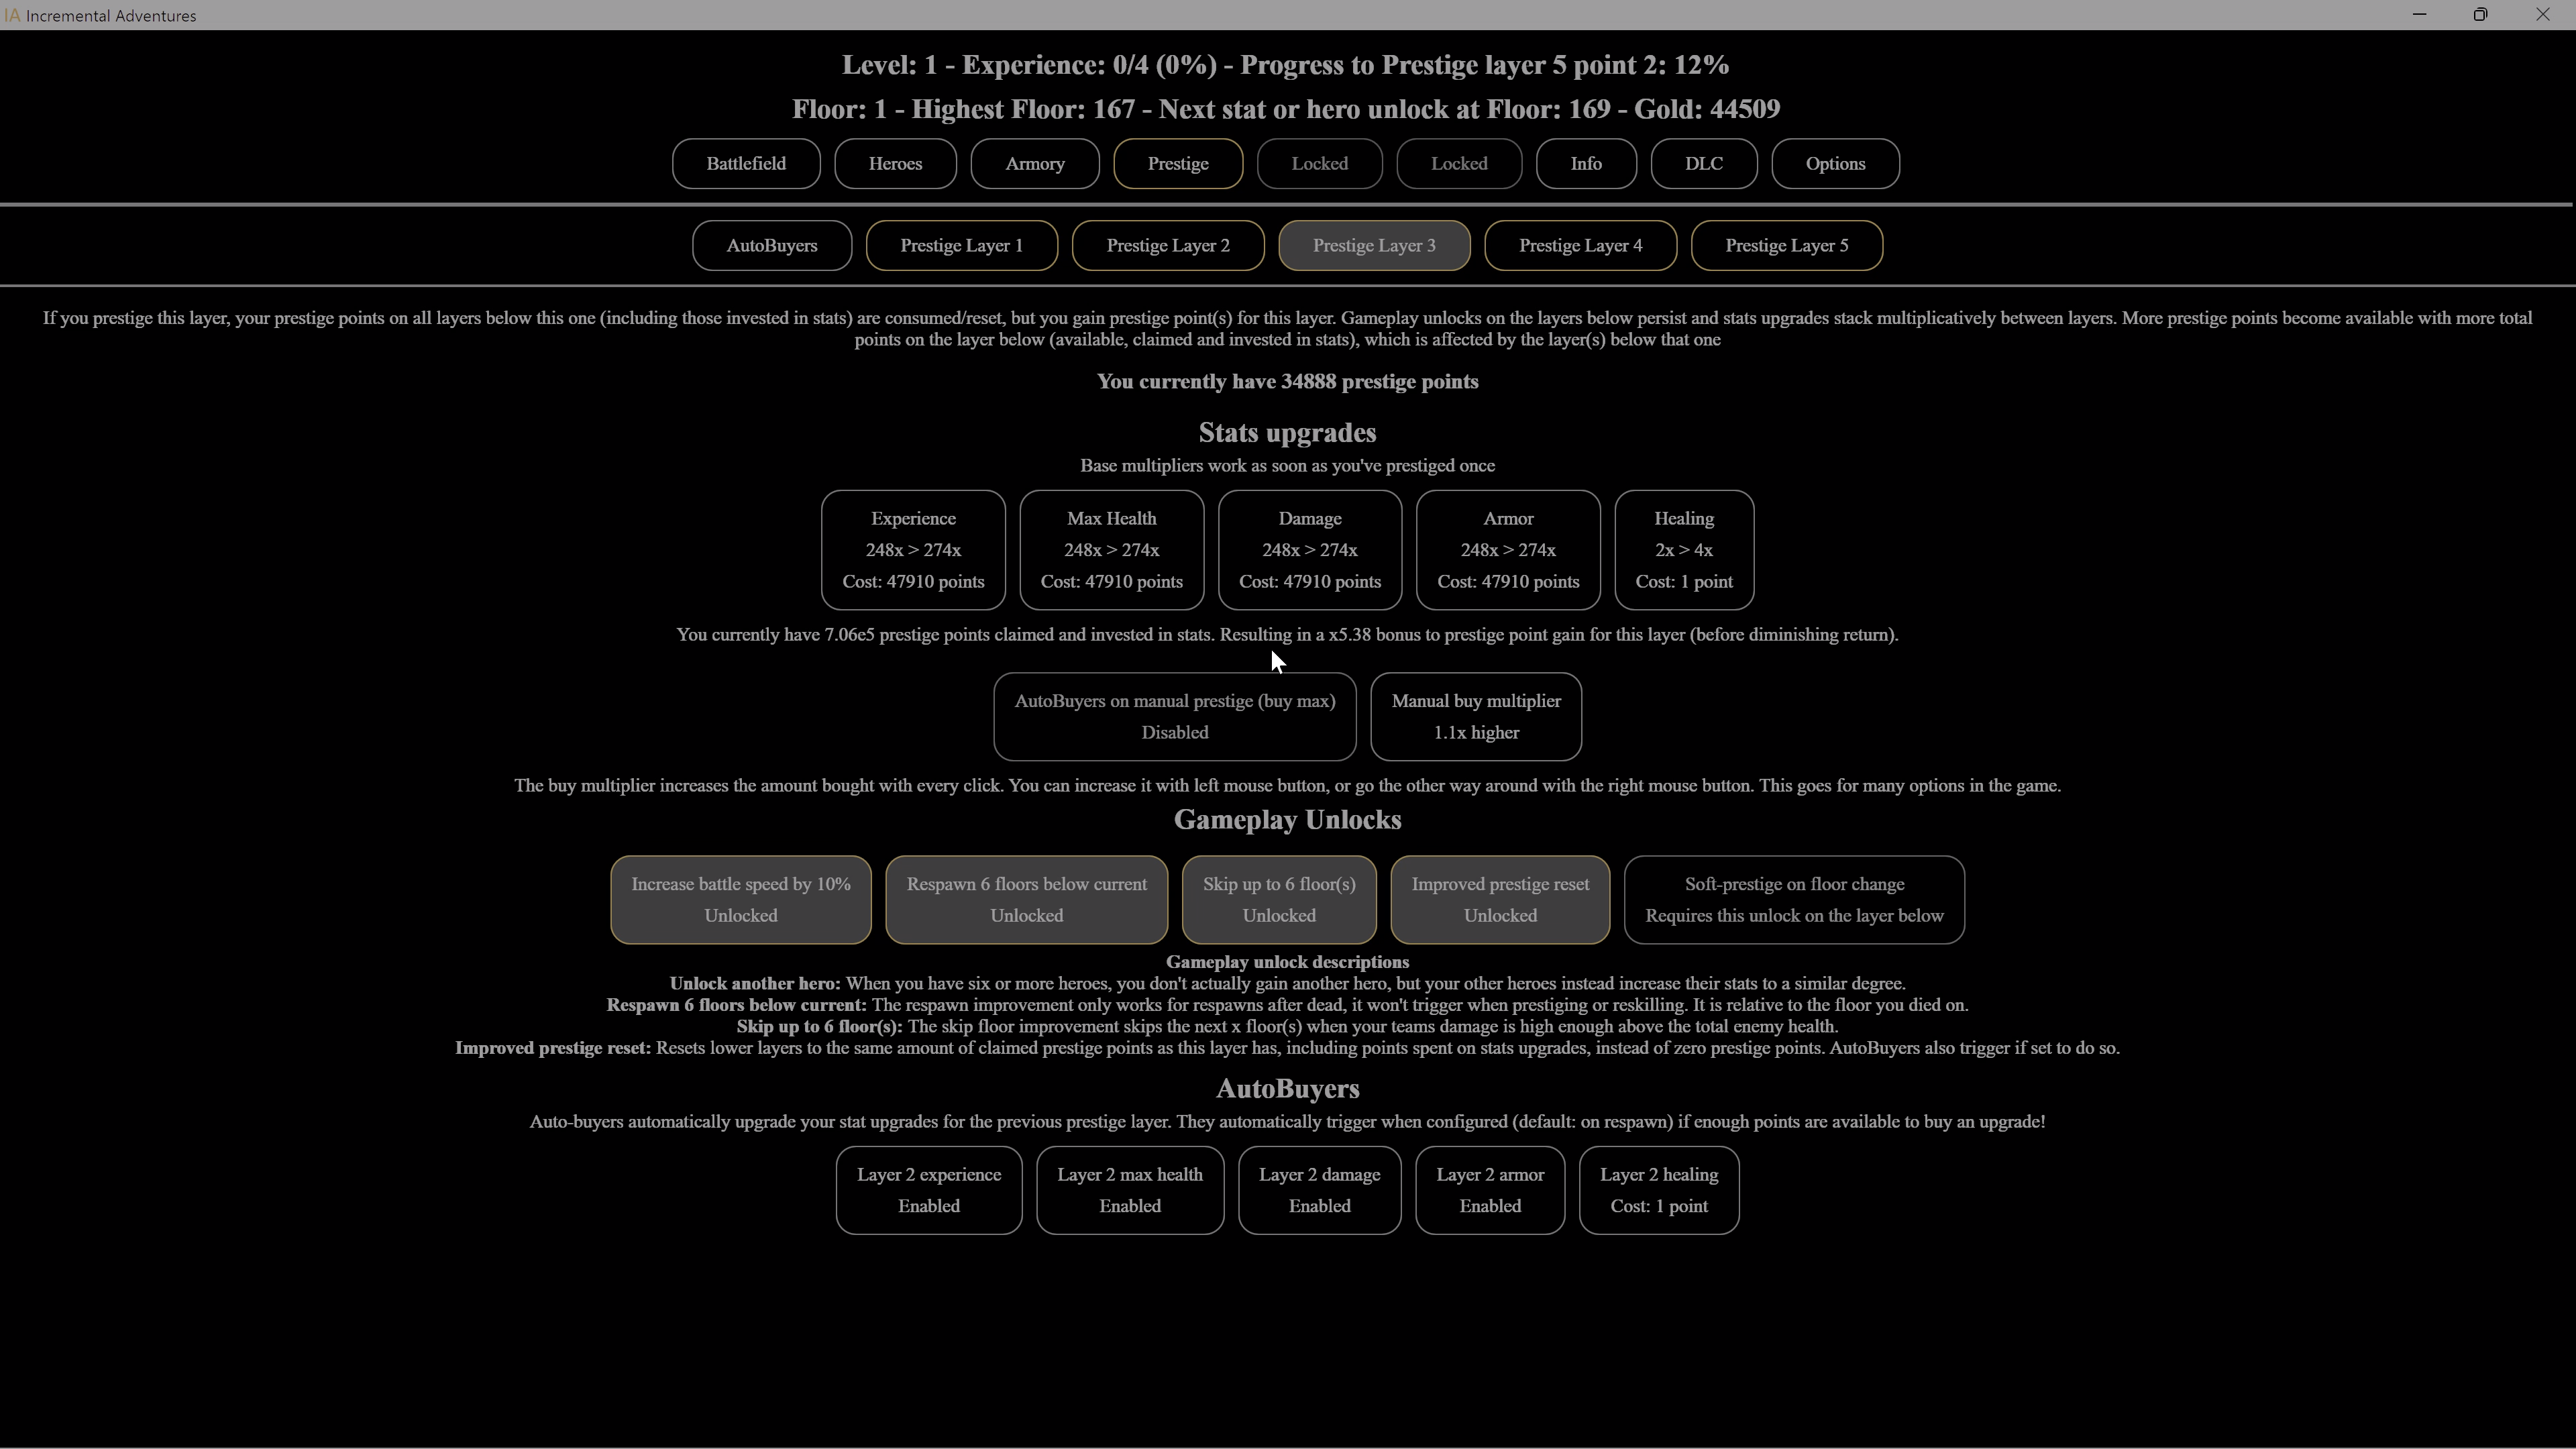 IA Incremental Adventures
Level: 1 - Experience: 0/4 (0%) - Progress to Prestige layer 5 point 2: 12%
Floor: 1 - Highest Floor: 167 - Next stat or hero unlock at Floor: 169 - Gold: 44509
Battlefield Heroes Armory Prestige Locked Locked Info DLC Options
AutoBuyers Prestige Layer 1 Prestige Layer 2 Prestige Layer 3 Prestige Layer 4 Prestige Layer 5
If you prestige this layer, your prestige points on all layers below this one (including those invested in stats) are consumed/reset, but you gain prestige point(s) for this layer. Gameplay unlocks on the layers below persist and stats upgrades stack multiplicatively between layers. More prestige points become available with more total
points on the layer below (available, claimed and invested in stats), which is affected by the layer(s) below that one
You currently have 34888 prestige points
Stats upgrades
Base multipliers work as soon as you've prestiged once
Experience Max Health Damage Armor Healing
248x > 274x 248x > 274x 248x > 274x 248x > 274x 2x > 4x
Cost: 47910 points Cost: 47910 points Cost: 47910 points Cost: 47910 points Cost: 1 point
You currently have 7.06e5 prestige points claimed and invested in stats. Resulting in a x5.38 bonus to prestige point gain for this layer (before diminishing return).
AutoBuyers on manual prestige (buy max) Manual buy multiplier
Disabled 1.1x higher
The buy multiplier increases the amount bought with every click. You can increase it with left mouse button, or go the other way around with the right mouse button. This goes for many options in the game.
Gameplay Unlocks
Increase battle speed by 10% Respawn 6 floors below current Skip up to 6 floor(s) Improved prestige reset Soft-prestige on floor change
Unlocked Unlocked Unlocked Unlocked Requires this unlock on the layer below
Gameplay unlock descriptions
Unlock another hero: When you have six or more heroes, you don't actually gain another hero, but your other heroes instead increase their stats to a similar degree.
Respawn 6 floors below current: The respawn improvement only works for respawns after dead, it won't trigger when prestiging or reskilling. It is relative to the floor you died on.
Skip up to 6 floor(s): The skip floor improvement skips the next x floor(s) when your teams damage is high enough above the total enemy health.
Improved prestige reset: Resets lower layers to the same amount of claimed prestige points as this layer has, including points spent on stats upgrades, instead of zero prestige points. AutoBuyers also trigger if set to do so.
AutoBuyers
Auto-buyers automatically upgrade your stat upgrades for the previous prestige layer. They automatically trigger when configured (default: on respawn) if enough points are available to buy an upgrade!
Layer 2 experience Layer 2 max health Layer 2 damage Layer 2 armor Layer 2 healing
Enabled Enabled Enabled Enabled Cost: 1 point